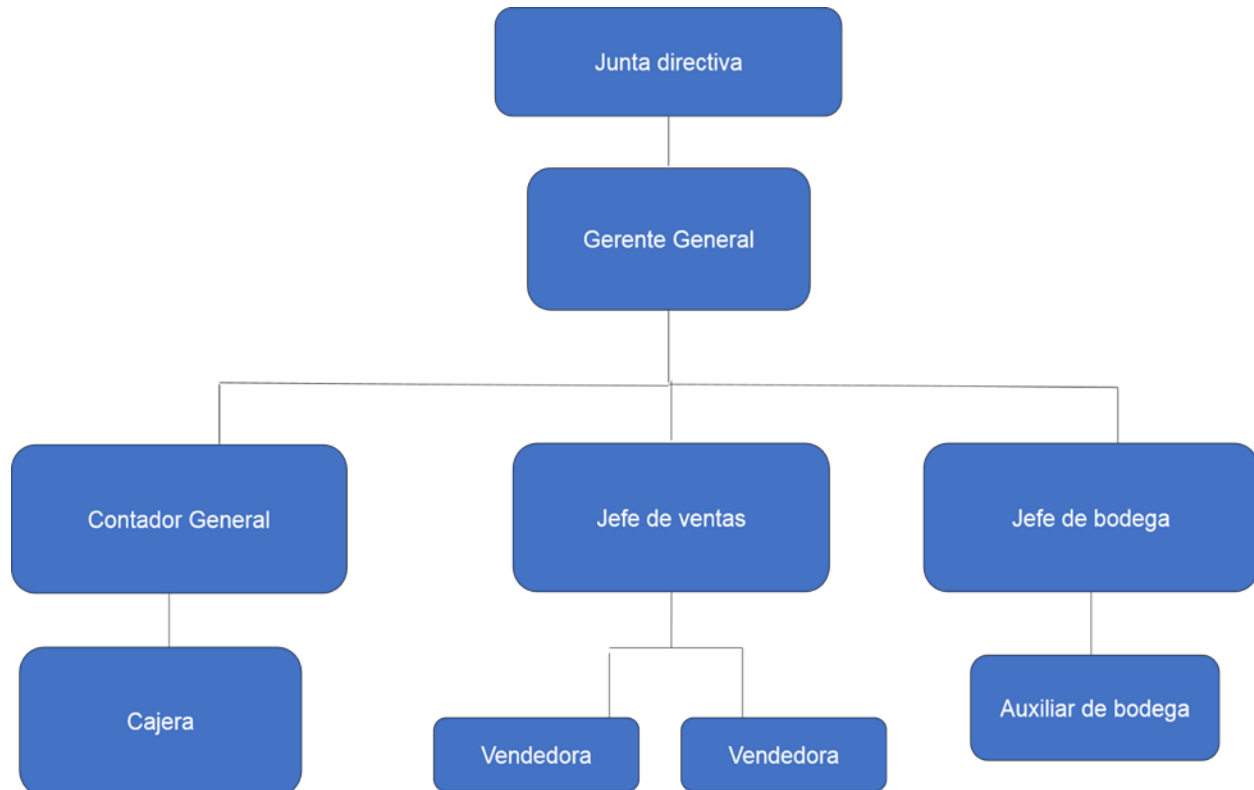 Junta directiva
Gerente General
Contador General
Jefe de ventas
Jefe de bodega
Cajera
Vendedora
Vendedora
Auxiliar de bodega